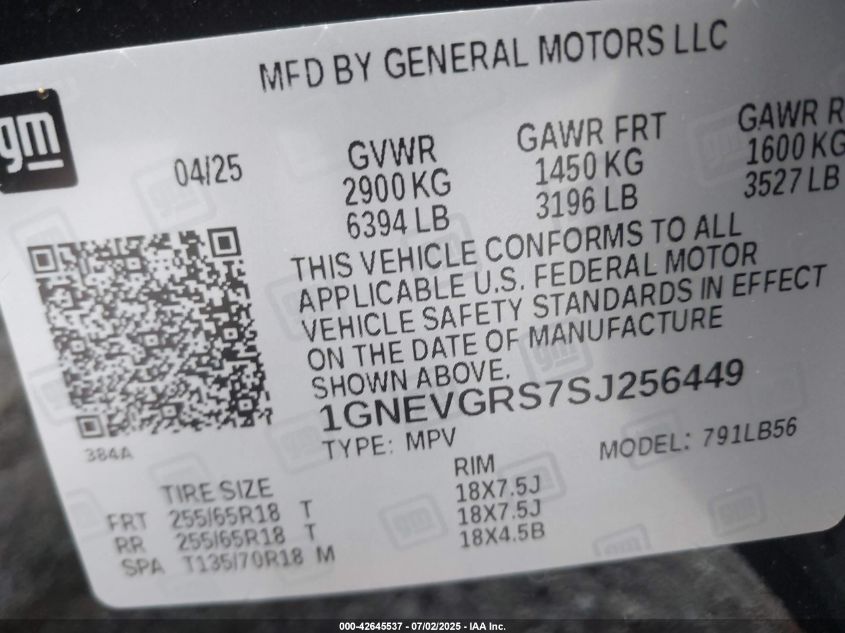 MFD BY GENERAL MOTORS LLC
gm
04/25
GVWR
2900 KG
6394 LB
GAWR FRT
1450 KG
3196 LB
GAWR R
1600 KG
3527 LB
THIS VEHICLE CONFORMS TO ALL
APPLICABLE U.S. FEDERAL MOTOR
VEHICLE SAFETY STANDARDS IN EFFECT
ON THE DATE OF MANUFACTURE
SHOWN ABOVE.
1GNEVGRS7SJ256449
TYPE: MPV
MODEL: 791LB56
384A
TIRE SIZE
RIM
FRT 255/65R18 T 18X7.5J
RR 255/65R18 T 18X7.5J
SPA T135/70R18 M 18X4.5B
000-42645537 - 07/02/2025 - IAA Inc.